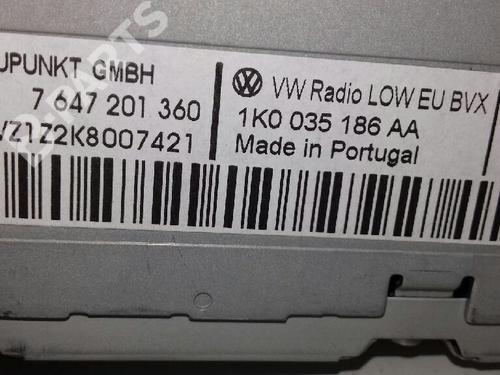 UPUNKT GMBH
7 647 201 360
VZ1Z2K8007421
VW Radio LOW EU BVX
1K0 035 186 AA
Made in Portugal
B-PARTS